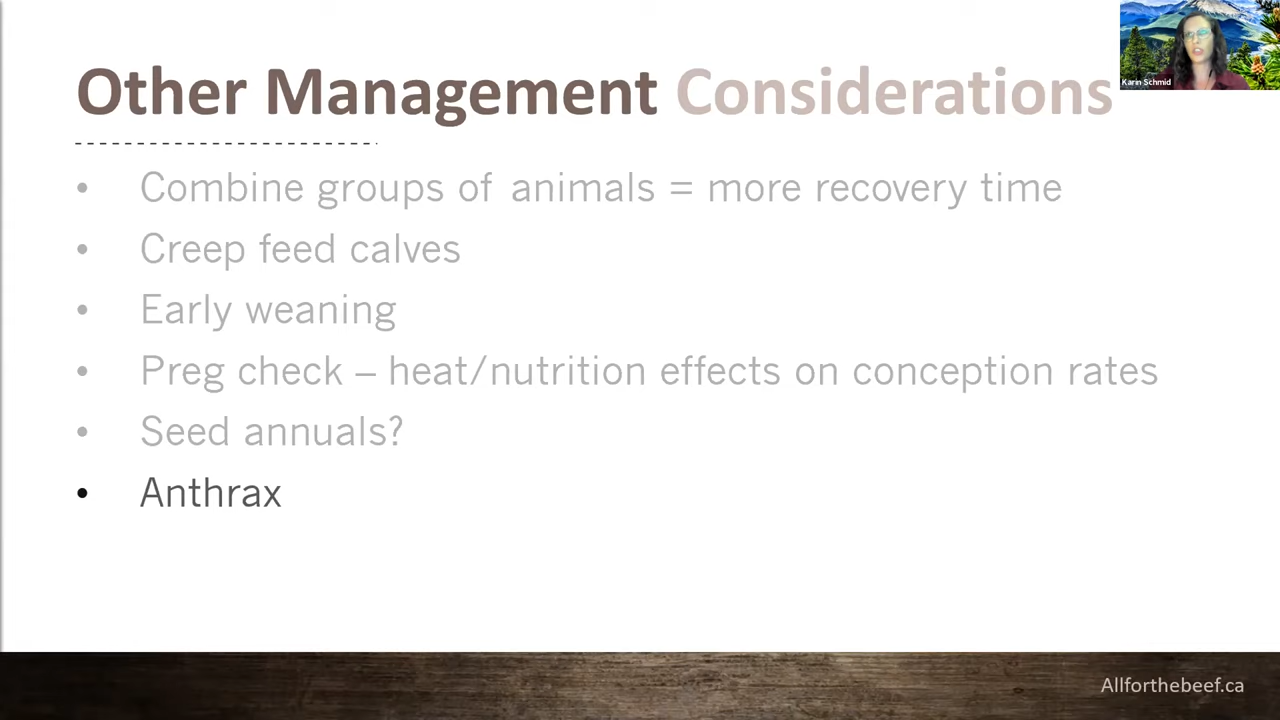 Other Management Considerations
Karin Schmid
• Combine groups of animals = more recovery time
• Creep feed calves
• Early weaning
• Preg check – heat/nutrition effects on conception rates
• Seed annuals?
• Anthrax
Allforthebeef.ca